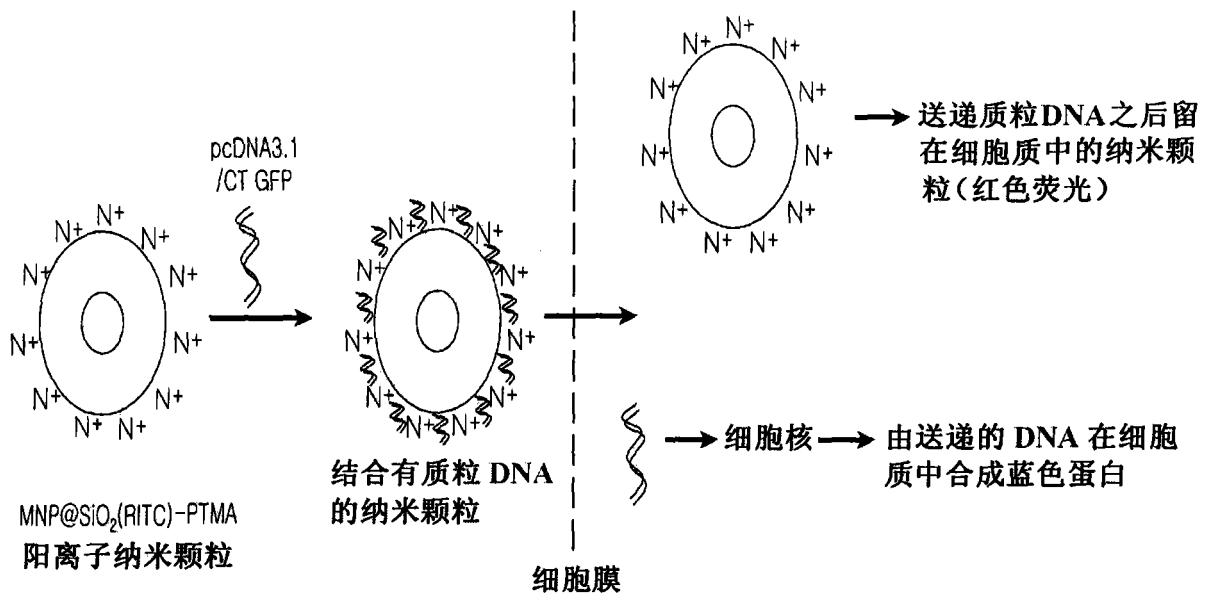 N+ N+ N+ N+ N+ N+ N+ N+ N+ N+ N+ N+
MNP@SiO₂(RITC)-PTMA
阳离子纳米颗粒
pcDNA3.1
/CT GFP
N+ N+ N+ N+ N+ N+ N+ N+ N+ N+ N+
结合有质粒 DNA
的纳米颗粒
细胞膜
N+ N+ N+ N+ N+ N+ N+ N+ N+ N+ N+ N+ N+
送递质粒DNA之后留
在细胞质中的纳米颗
粒(红色荧光)
细胞核
由送递的 DNA 在细胞
质中合成蓝色蛋白